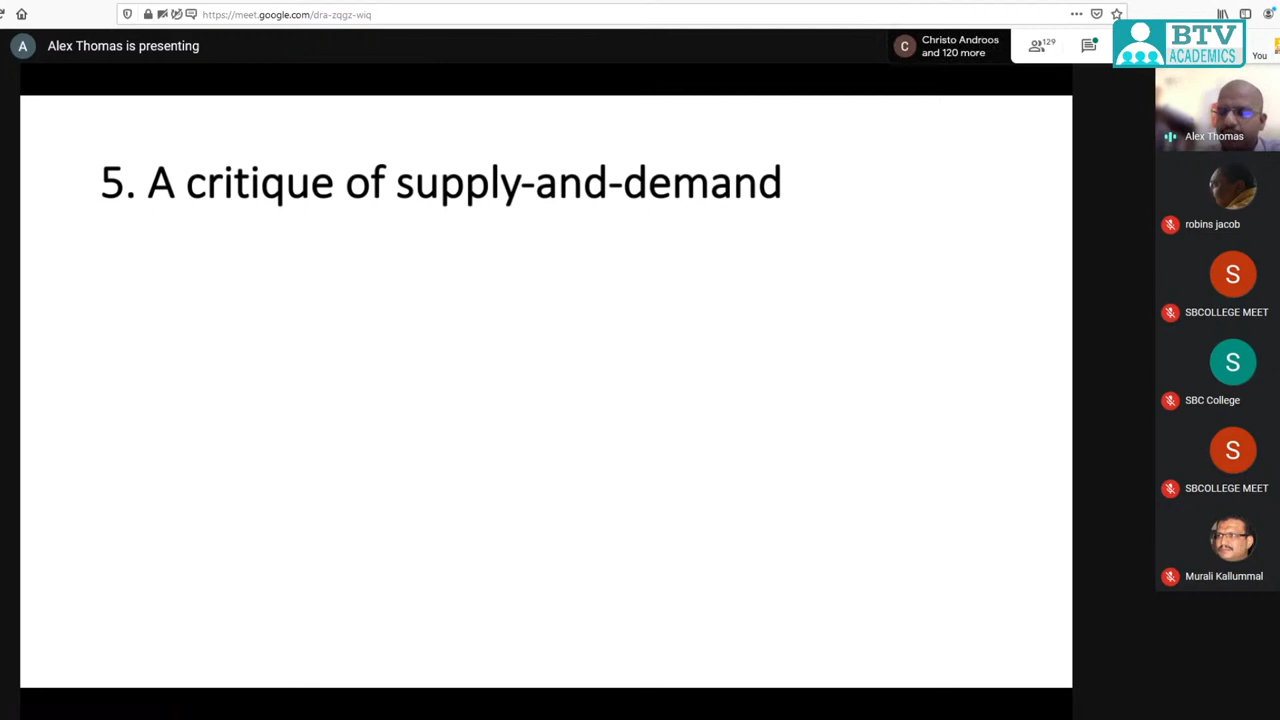 https://meet.google.com/dra-zqgz-wiq
A
Alex Thomas is presenting
C
Christo Androos
and 120 more
129
BTV
ACADEMICS
You
5. A critique of supply-and-demand
Alex Thomas
robins jacob
S
SBCOLLEGE MEET
S
SBC College
S
SBCOLLEGE MEET
Murali Kallummal